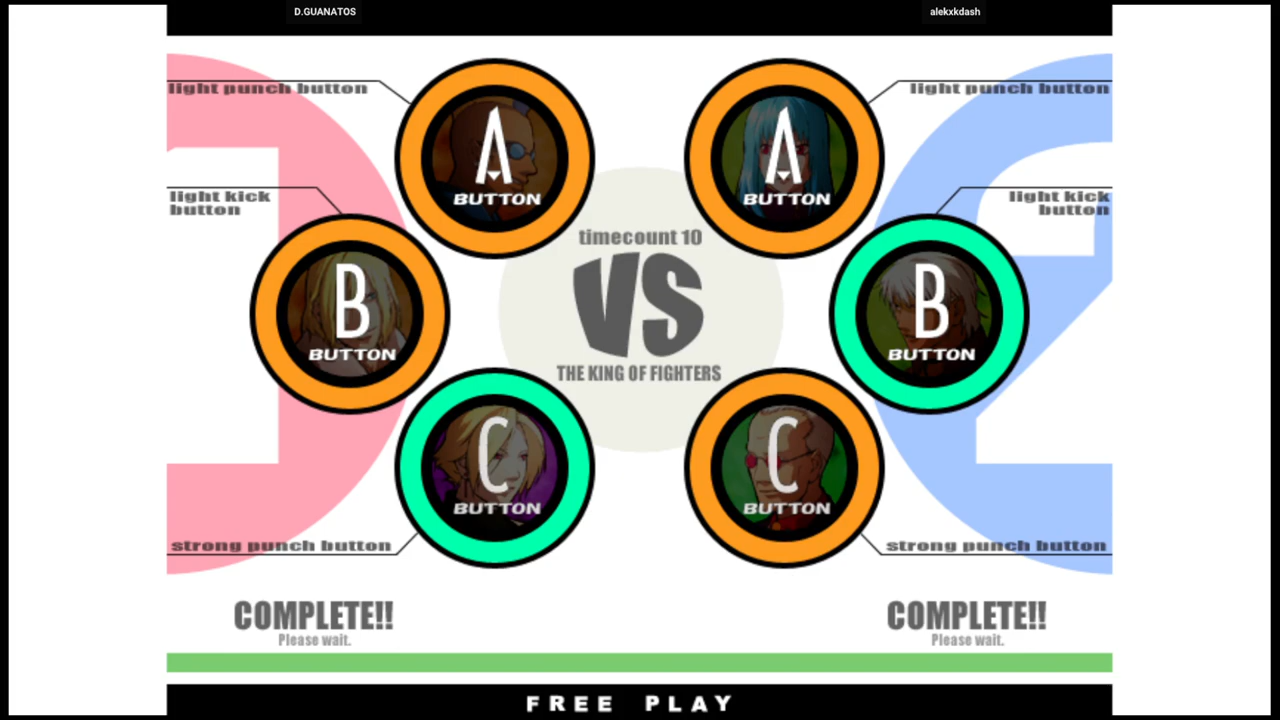 D.GUANATOS
alekxkdash
light punch button
A
BUTTON
A
BUTTON
light punch button
light kick
button
B
BUTTON
timecount 10
VS
THE KING OF FIGHTERS
light kick
button
B
BUTTON
strong punch button
C
BUTTON
C
BUTTON
strong punch button
COMPLETE!!
Please wait.
COMPLETE!!
Please wait.
FREE PLAY